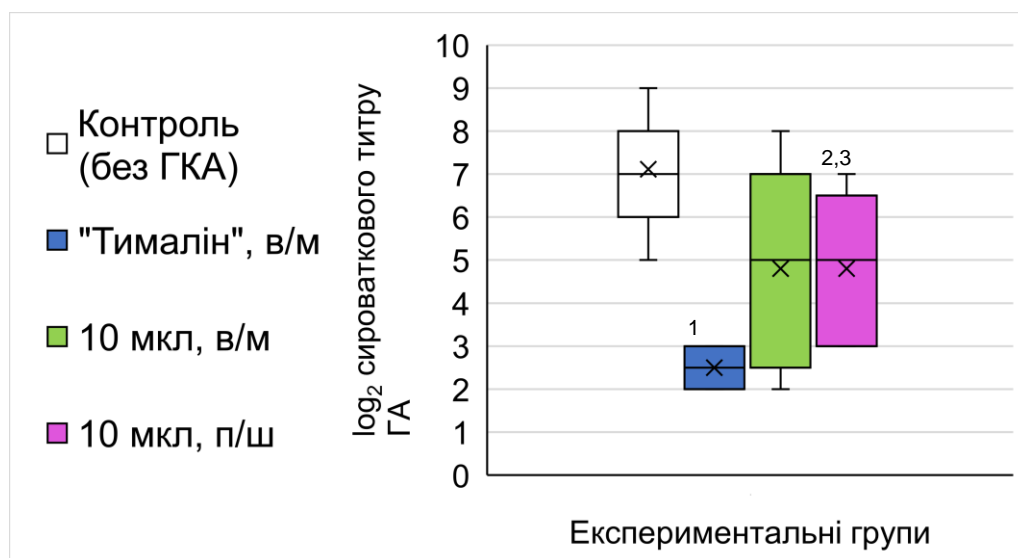 Контроль
(без ГКА)
"Тималін", в/м
10 мкл, в/м
10 мкл, п/ш
log₂ сироваткового титру
ГА
10
9
8
7
6
5
4
3
2
1
0
1
2,3
Експериментальні групи